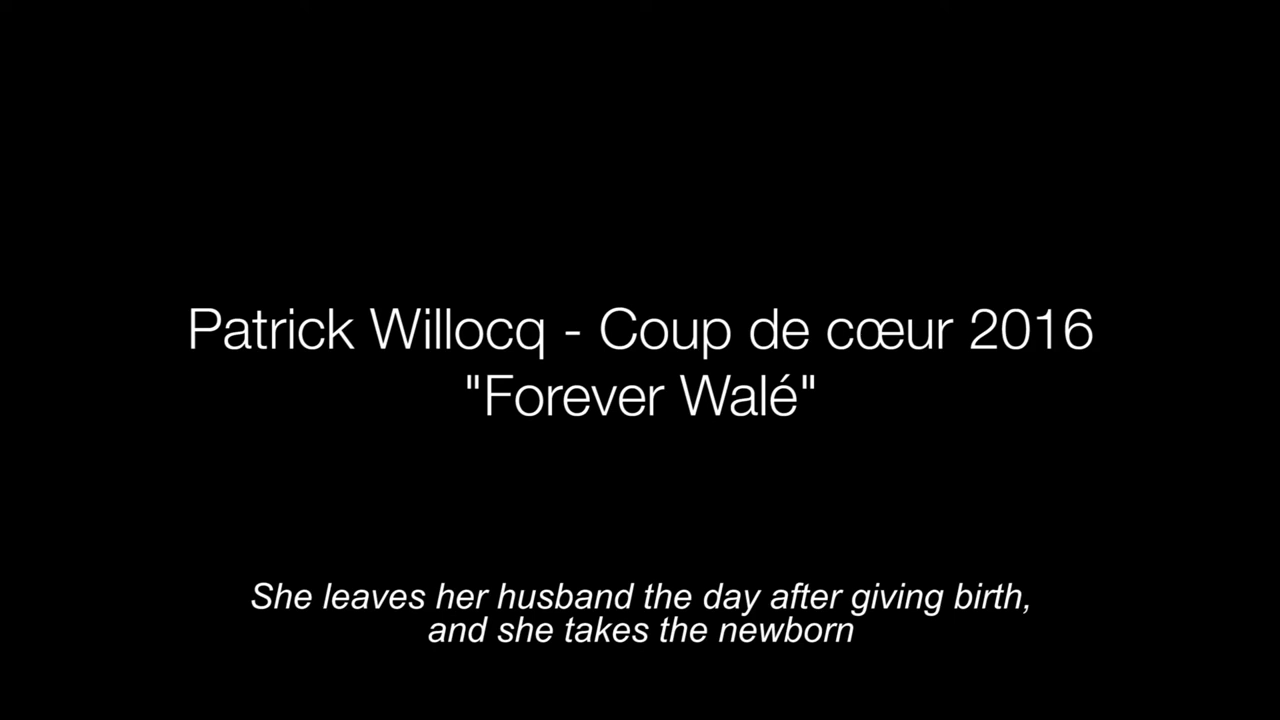 Patrick Willocq - Coup de cœur 2016
"Forever Walé"
She leaves her husband the day after giving birth,
and she takes the newborn